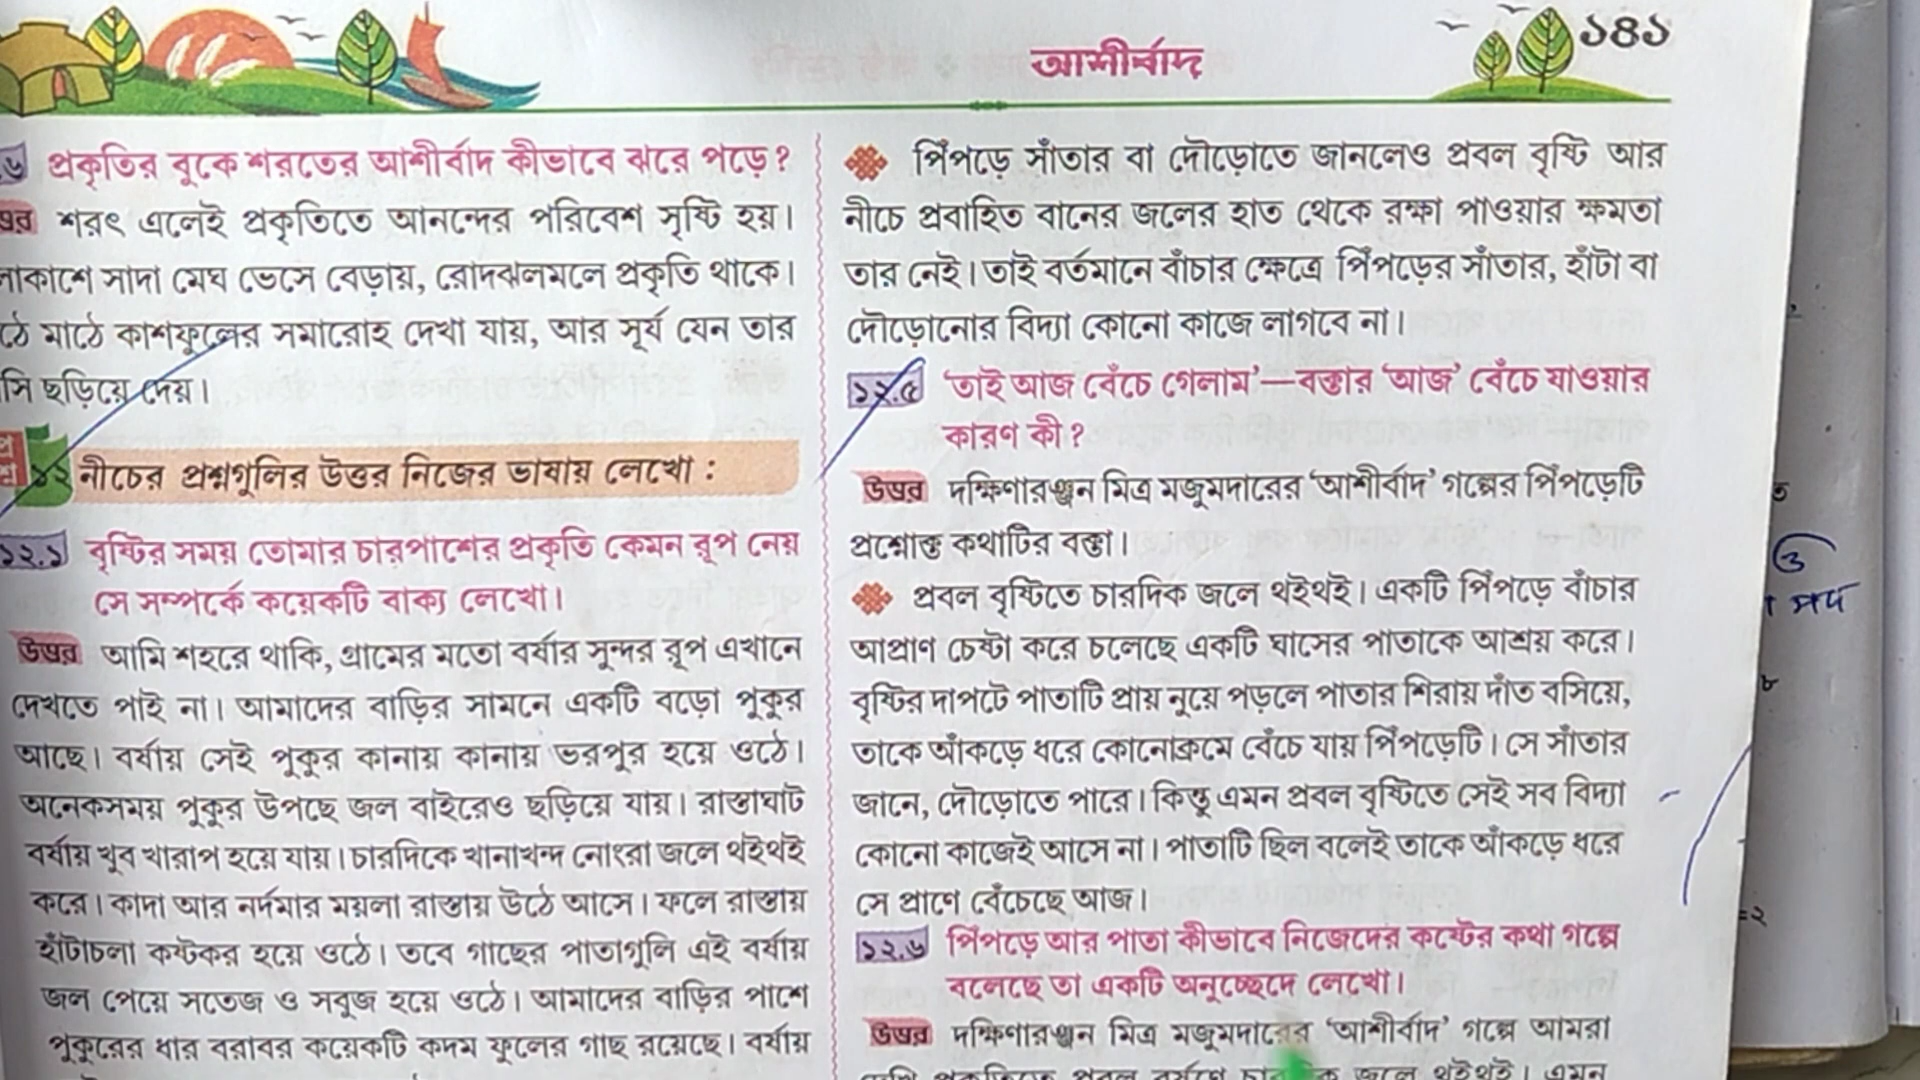 আশীর্বাদ
১৪১
৬ প্রকৃতির বুকে শরতের আশীর্বাদ কীভাবে ঝরে পড়ে?
শরৎ এলেই প্রকৃতিতে আনন্দের পরিবেশ সৃষ্টি হয়।
সাদা মেঘ ভেসে বেড়ায়, রোদঝলমলে প্রকৃতি থাকে।
মাঠে কাশফুলের সমারোহ দেখা যায়, আর সূর্য যেন তার
ছড়িয়ে দেয়।
১২ নীচের প্রশ্নগুলির উত্তর নিজের ভাষায় লেখো :
১২.১ বৃষ্টির সময় তোমার চারপাশের প্রকৃতি কেমন রূপ নেয়
সে সম্পর্কে কয়েকটি বাক্য লেখো।
উত্তর আমি শহরে থাকি, গ্রামের মতো বর্ষার সুন্দর রূপ এখানে
দেখতে পাই না। আমাদের বাড়ির সামনে একটি বড়ো পুকুর
আছে। বর্ষায় সেই পুকুর কানায় কানায় ভরপুর হয়ে ওঠে।
অনেকসময় পুকুর উপছে জল বাইরেও ছড়িয়ে যায়। রাস্তাঘাট
বর্ষায় খুব খারাপ হয়ে যায়। চারদিকে খানাখন্দ নোংরা জলে থইথই
করে। কাদা আর নর্দমার ময়লা রাস্তায় উঠে আসে। ফলে রাস্তায়
হাঁটাচলা কষ্টকর হয়ে ওঠে। তবে গাছের পাতাগুলি এই বর্ষায়
জল পেয়ে সতেজ ও সবুজ হয়ে ওঠে। আমাদের বাড়ির পাশে
পুকুরের ধার বরাবর কয়েকটি কদম ফুলের গাছ রয়েছে। বর্ষায়
পিঁপড়ে সাঁতার বা দৌড়োতে জানলেও প্রবল বৃষ্টি আর
নীচে প্রবাহিত বানের জলের হাত থেকে রক্ষা পাওয়ার ক্ষমতা
তার নেই। তাই বর্তমানে বাঁচার ক্ষেত্রে পিঁপড়ের সাঁতার, হাঁটা বা
দৌড়োনোর বিদ্যা কোনো কাজে লাগবে না।
১২.৫ ‘তাই আজ বেঁচে গেলাম’—বক্তার ‘আজ’ বেঁচে যাওয়ার
কারণ কী?
উত্তর দক্ষিণারঞ্জন মিত্র মজুমদারের ‘আশীর্বাদ’ গল্পের পিঁপড়েটি
প্রশ্নোক্ত কথাটির বক্তা।
প্রবল বৃষ্টিতে চারদিক জলে থইথই। একটি পিঁপড়ে বাঁচার
আপ্রাণ চেষ্টা করে চলেছে একটি ঘাসের পাতাকে আশ্রয় করে।
বৃষ্টির দাপটে পাতাটি প্রায় নুয়ে পড়লে পাতার শিরায় দাঁত বসিয়ে,
তাকে আঁকড়ে ধরে কোনোক্রমে বেঁচে যায় পিঁপড়েটি। সে সাঁতার
জানে, দৌড়োতে পারে। কিন্তু এমন প্রবল বৃষ্টিতে সেই সব বিদ্যা
কোনো কাজেই আসে না। পাতাটি ছিল বলেই তাকে আঁকড়ে ধরে
সে প্রাণে বেঁচেছে আজ।
১২.৬ পিঁপড়ে আর পাতা কীভাবে নিজেদের কষ্টের কথা গল্পে
বলেছে তা একটি অনুচ্ছেদে লেখো।
উত্তর দক্ষিণারঞ্জন মিত্র মজুমদারের ‘আশীর্বাদ’ গল্পে আমরা
জলে থইথই। এমন